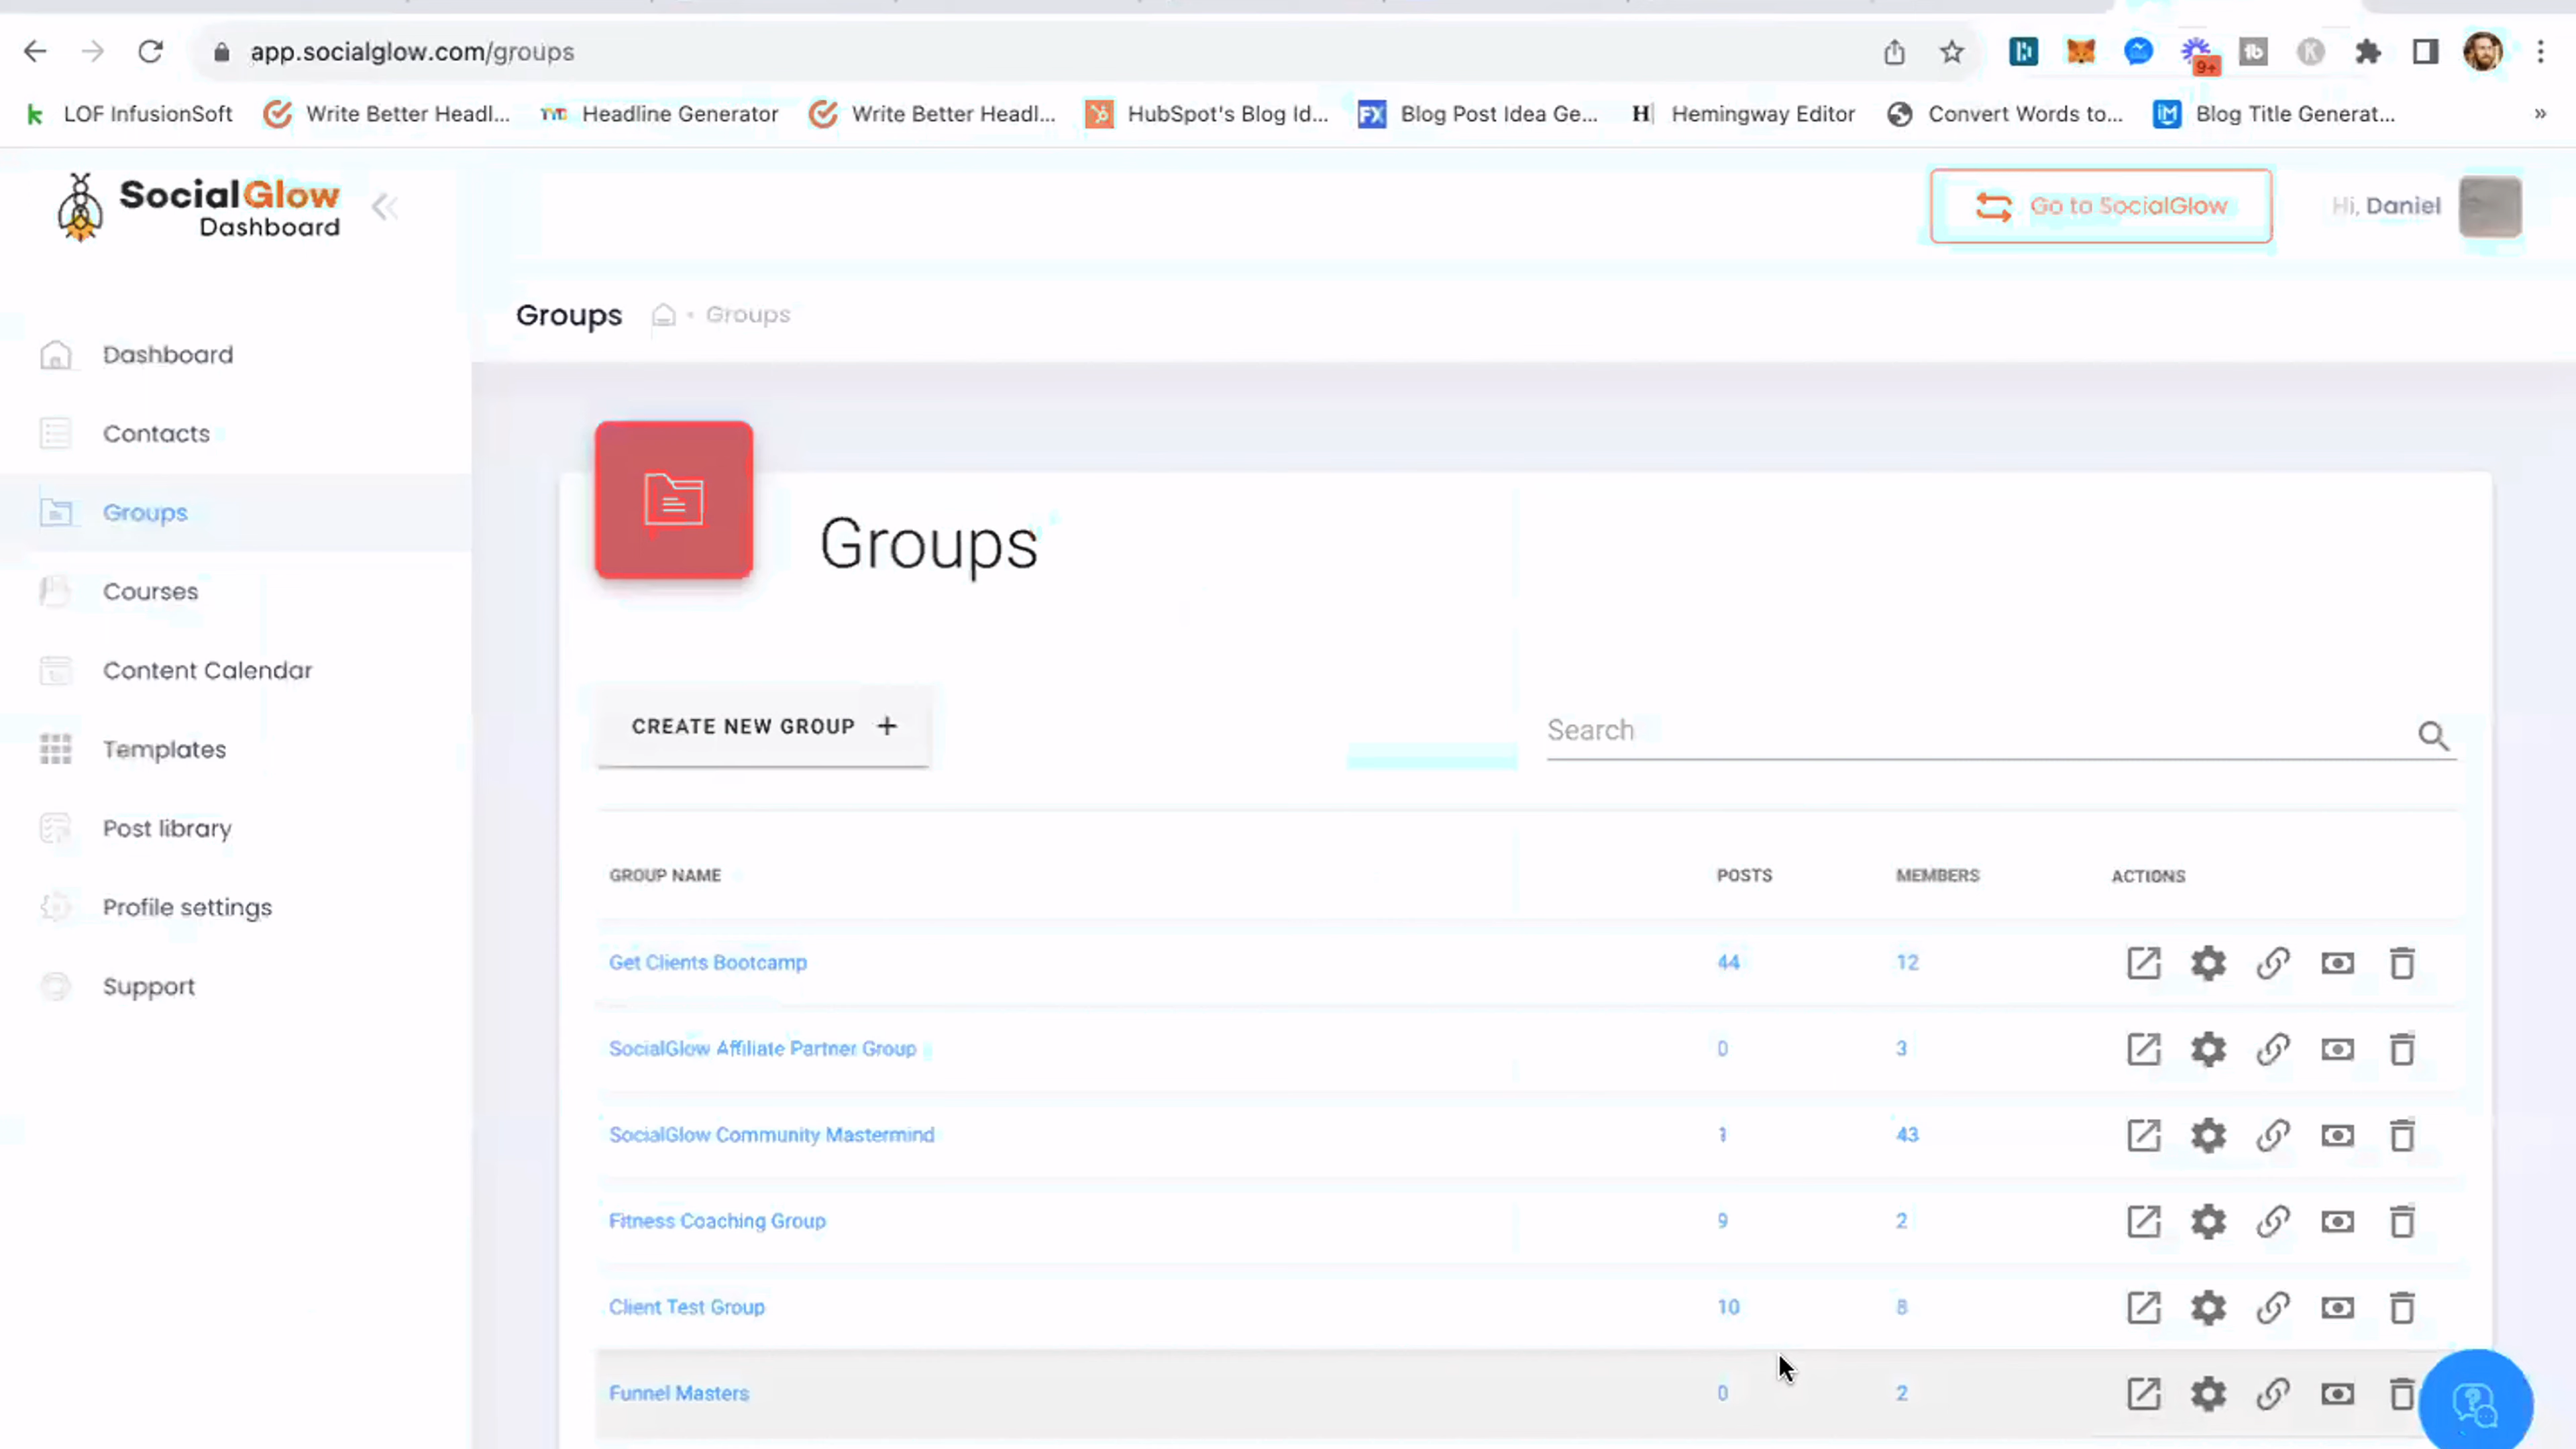 app.socialglow.com/groups
9+
LOF InfusionSoft
Write Better Headl...
Headline Generator
Write Better Headl...
HubSpot's Blog Id...
FX
Blog Post Idea Ge...
H
Hemingway Editor
Convert Words to...
iM
Blog Title Generat...
»
SocialGlow
Dashboard
Go to SocialGlow
Hi, Daniel
Groups
Groups
Dashboard
Contacts
Groups
Courses
Content Calendar
Templates
Post library
Profile settings
Support
Groups
CREATE NEW GROUP +
Search
GROUP NAME POSTS MEMBERS ACTIONS
Get Clients Bootcamp 44 12
SocialGlow Affiliate Partner Group 0 3
SocialGlow Community Mastermind 43
Fitness Coaching Group 9 2
Client Test Group 10 8
Funnel Masters 0 2